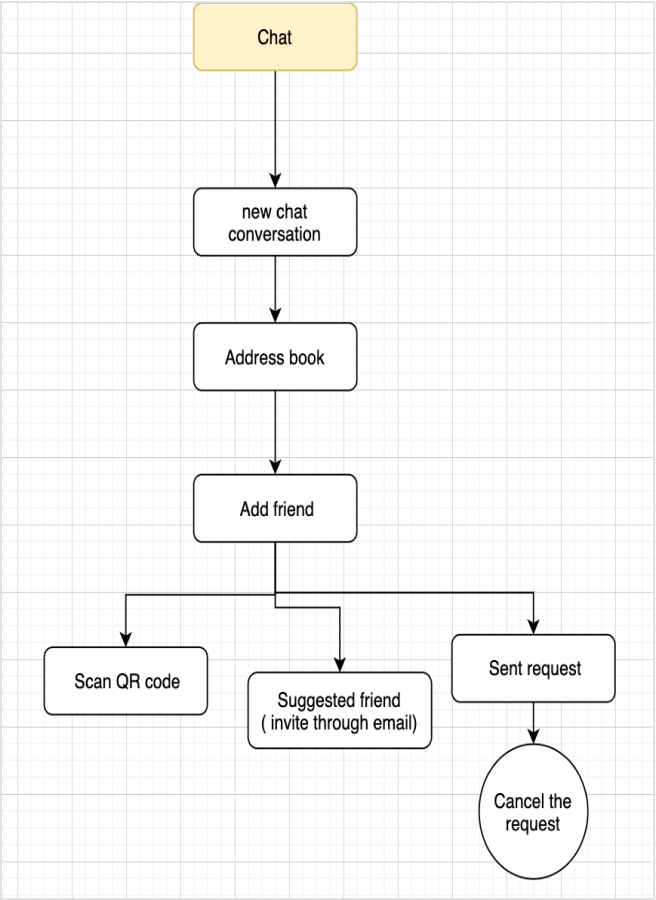 Chat
new chat
conversation
Address book
Add friend
Scan QR code
Suggested friend
( invite through email)
Sent request
Cancel the
request